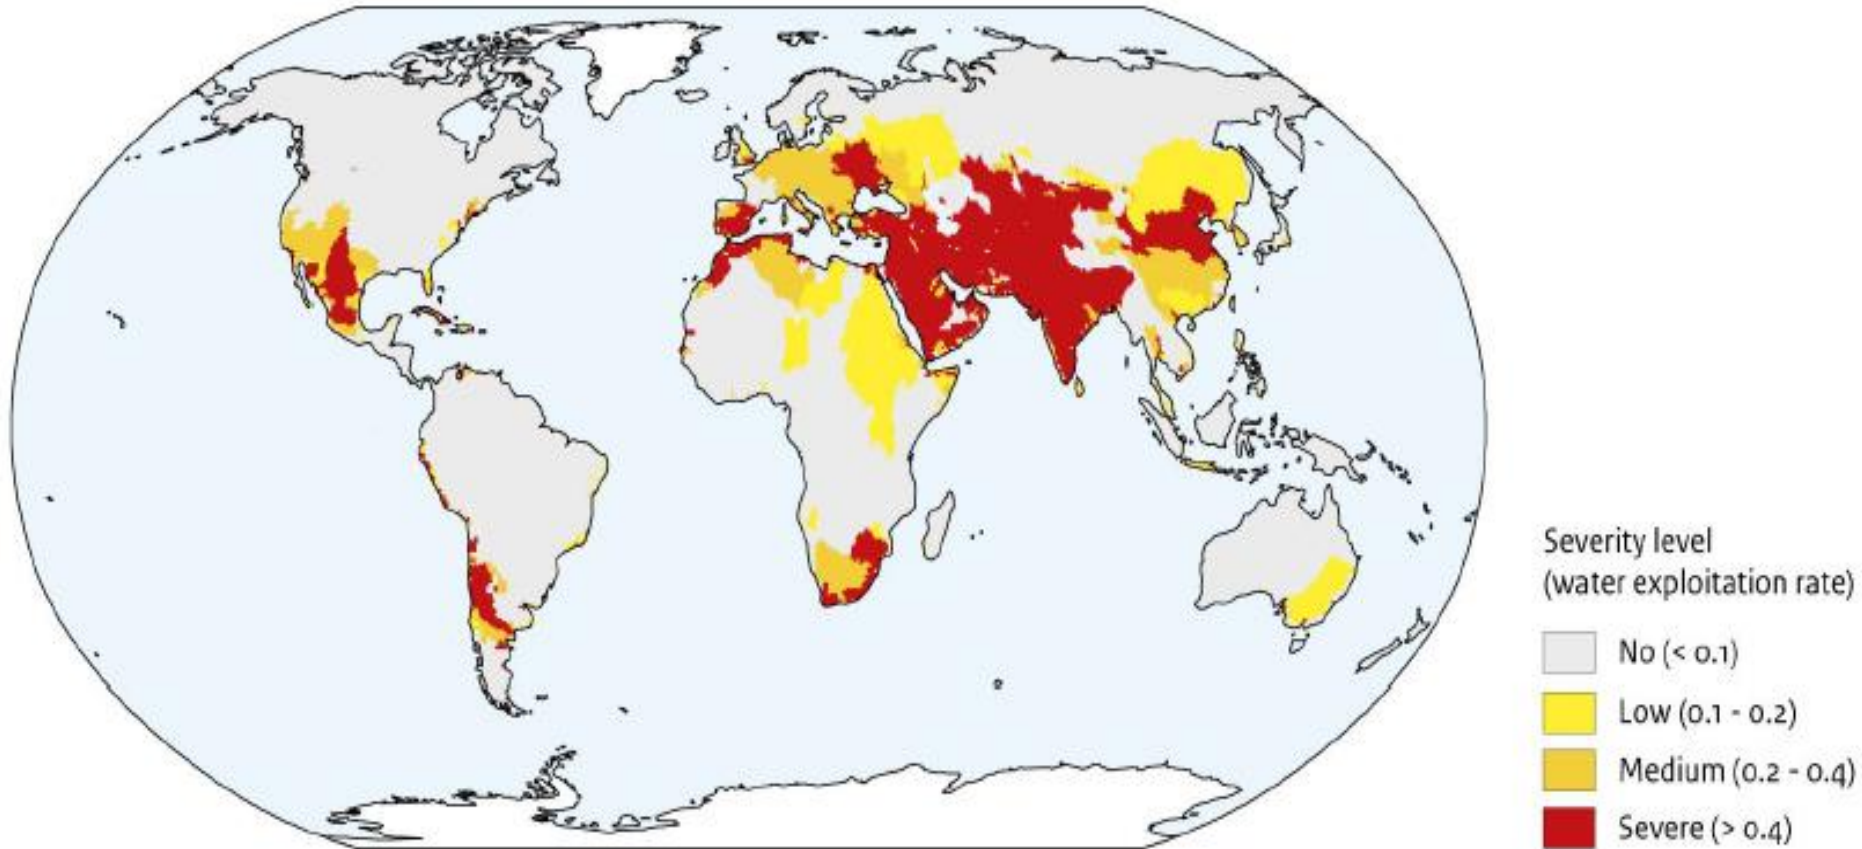 Severity level
(water exploitation rate)
No (< 0.1)
Low (0.1 - 0.2)
Medium (0.2 - 0.4)
Severe (> 0.4)